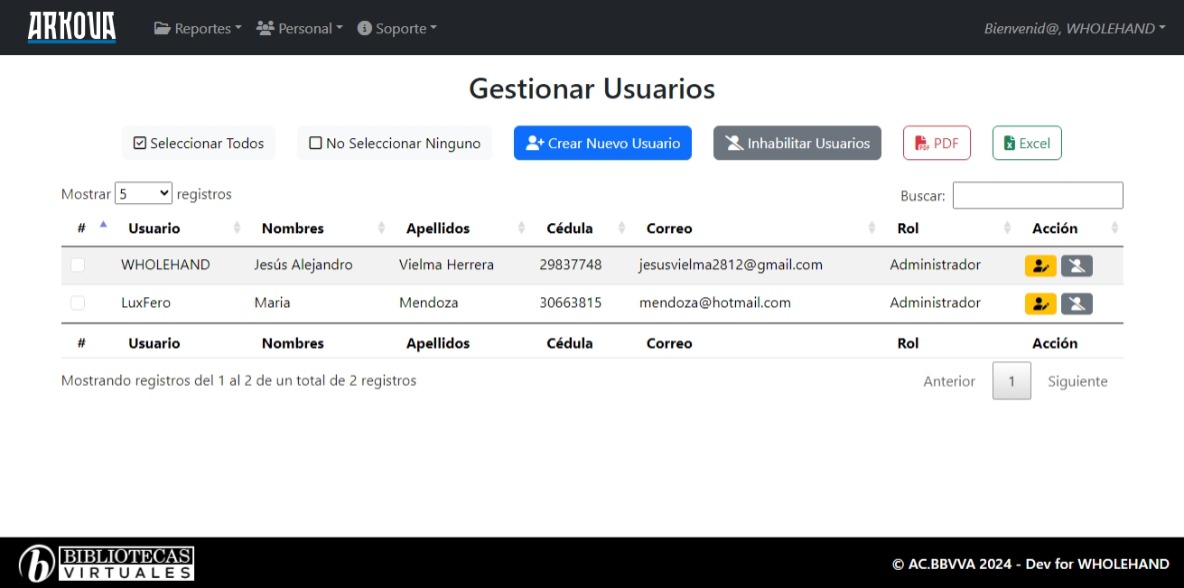 ARKOVA Reportes Personal Soporte Bienvenid@, WHOLEHAND
Gestionar Usuarios
Seleccionar Todos No Seleccionar Ninguno Crear Nuevo Usuario Inhabilitar Usuarios PDF Excel
Mostrar 5 registros Buscar:
# Usuario Nombres Apellidos Cédula Correo Rol Acción
WHOLEHAND Jesús Alejandro Vielma Herrera 29837748 jesusvielma2812@gmail.com Administrador
LuxFero Maria Mendoza 30663815 mendoza@hotmail.com Administrador
# Usuario Nombres Apellidos Cédula Correo Rol Acción
Mostrando registros del 1 al 2 de un total de 2 registros Anterior 1 Siguiente
b BIBLIOTECAS
VIRTUALES
© AC.BBVVA 2024 - Dev for WHOLEHAND